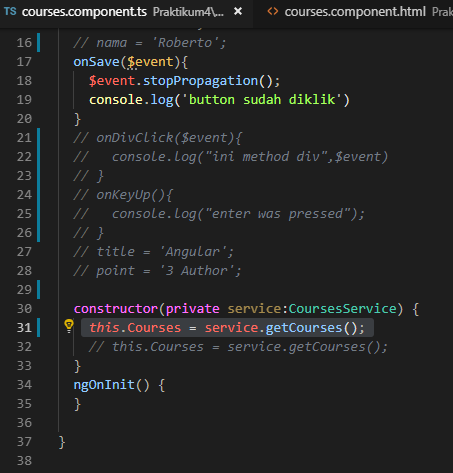 TS courses.component.ts Praktikum4\... × <> courses.component.html Prak
16 // nama = 'Roberto';
17 onSave($event){
18 $event.stopPropagation();
19 console.log('button sudah diklik')
20 }
21 // onDivClick($event){
22 //   console.log("ini method div",$event)
23 // }
24 // onKeyUp(){
25 //   console.log("enter was pressed");
26 // }
27 // title = 'Angular';
28 // point = '3 Author';
29
30 constructor(private service:CoursesService) {
31 this.Courses = service.getCourses();
32 // this.Courses = service.getCourses();
33 }
34 ngOnInit() {
35 }
36
37 }
38